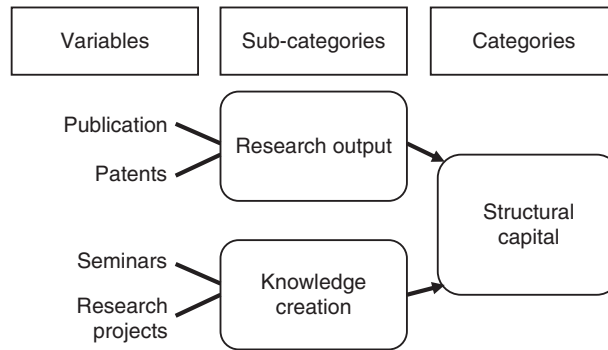 Variables
Sub-categories
Categories
Publication
Patents
Research output
Seminars
Research
projects
Knowledge
creation
Structural
capital